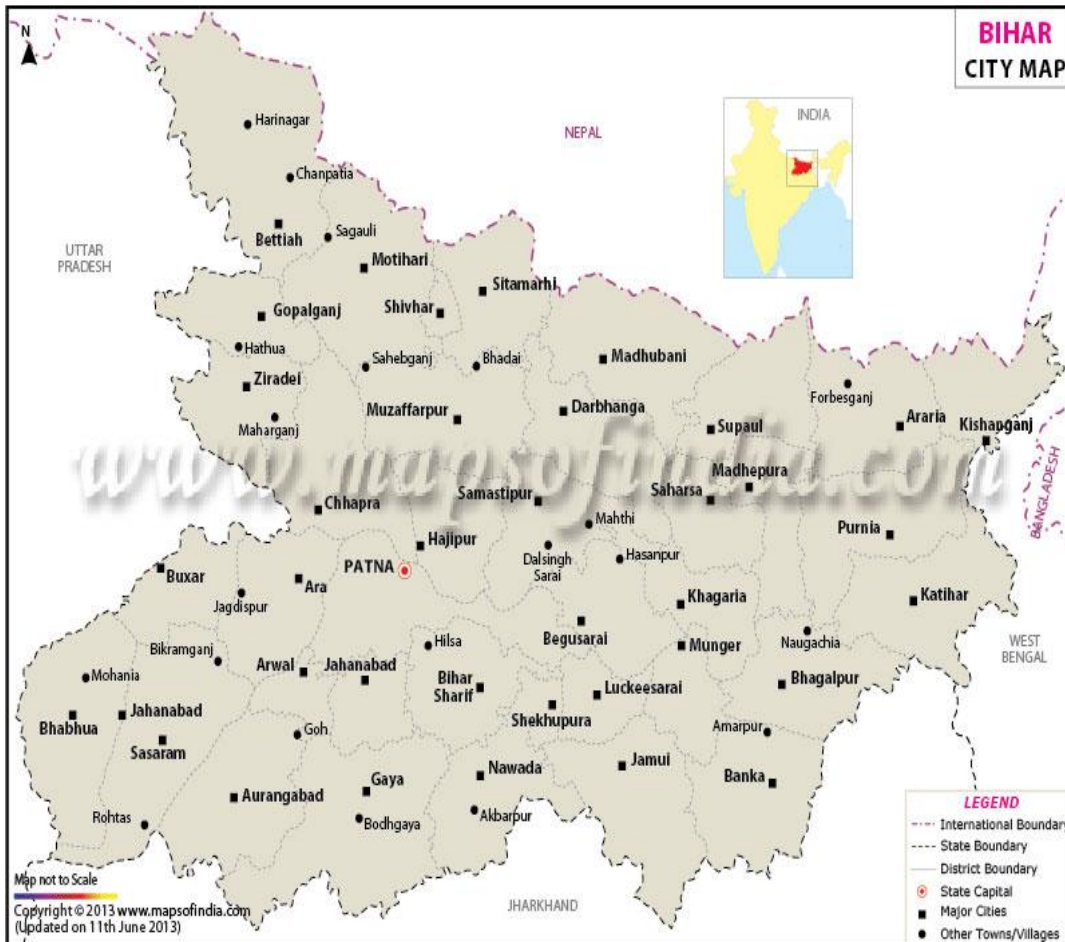 BIHAR
CITY MAP
N
INDIA
NEPAL
UTTAR
PRADESH
Harinagar
Chanpatia
Bettiah
Sagauli
Motihari
Sitamarhi
Gopalganj
Shivhar
Hathua
Sahebganj
Bhadai
Madhubani
Ziradei
Forbesganj
Maharganj
Muzaffarpur
Darbhanga
Supaul
Araria
Kishanganj
www.mapsofindia.com
Madhepura
BANGLADESH
Chhapra
Samastipur
Saharsa
Mahthi
Purnia
Hajipur
Dalsingh
Sarai
Hasanpur
PATNA
Buxar
Ara
Jagdispur
Khagaria
Katihar
Begusarai
Naugachia
WEST
BENGAL
Hilsa
Munger
Bikramganj
Arwal
Jahanabad
Mohania
Bihar
Sharif
Luckeesarai
Bhagalpur
Bhabhua
Jahanabad
Shekhupura
Amarpur
Sasaram
Goh
Nawada
Jamui
Banka
Gaya
Aurangabad
Rohtas
Bodhgaya
Akbarpur
JHARKHAND
Map not to Scale
Copyright © 2013 www.mapsofindia.com
(Updated on 11th June 2013)
LEGEND
International Boundary
State Boundary
District Boundary
State Capital
Major Cities
Other Towns/Villages